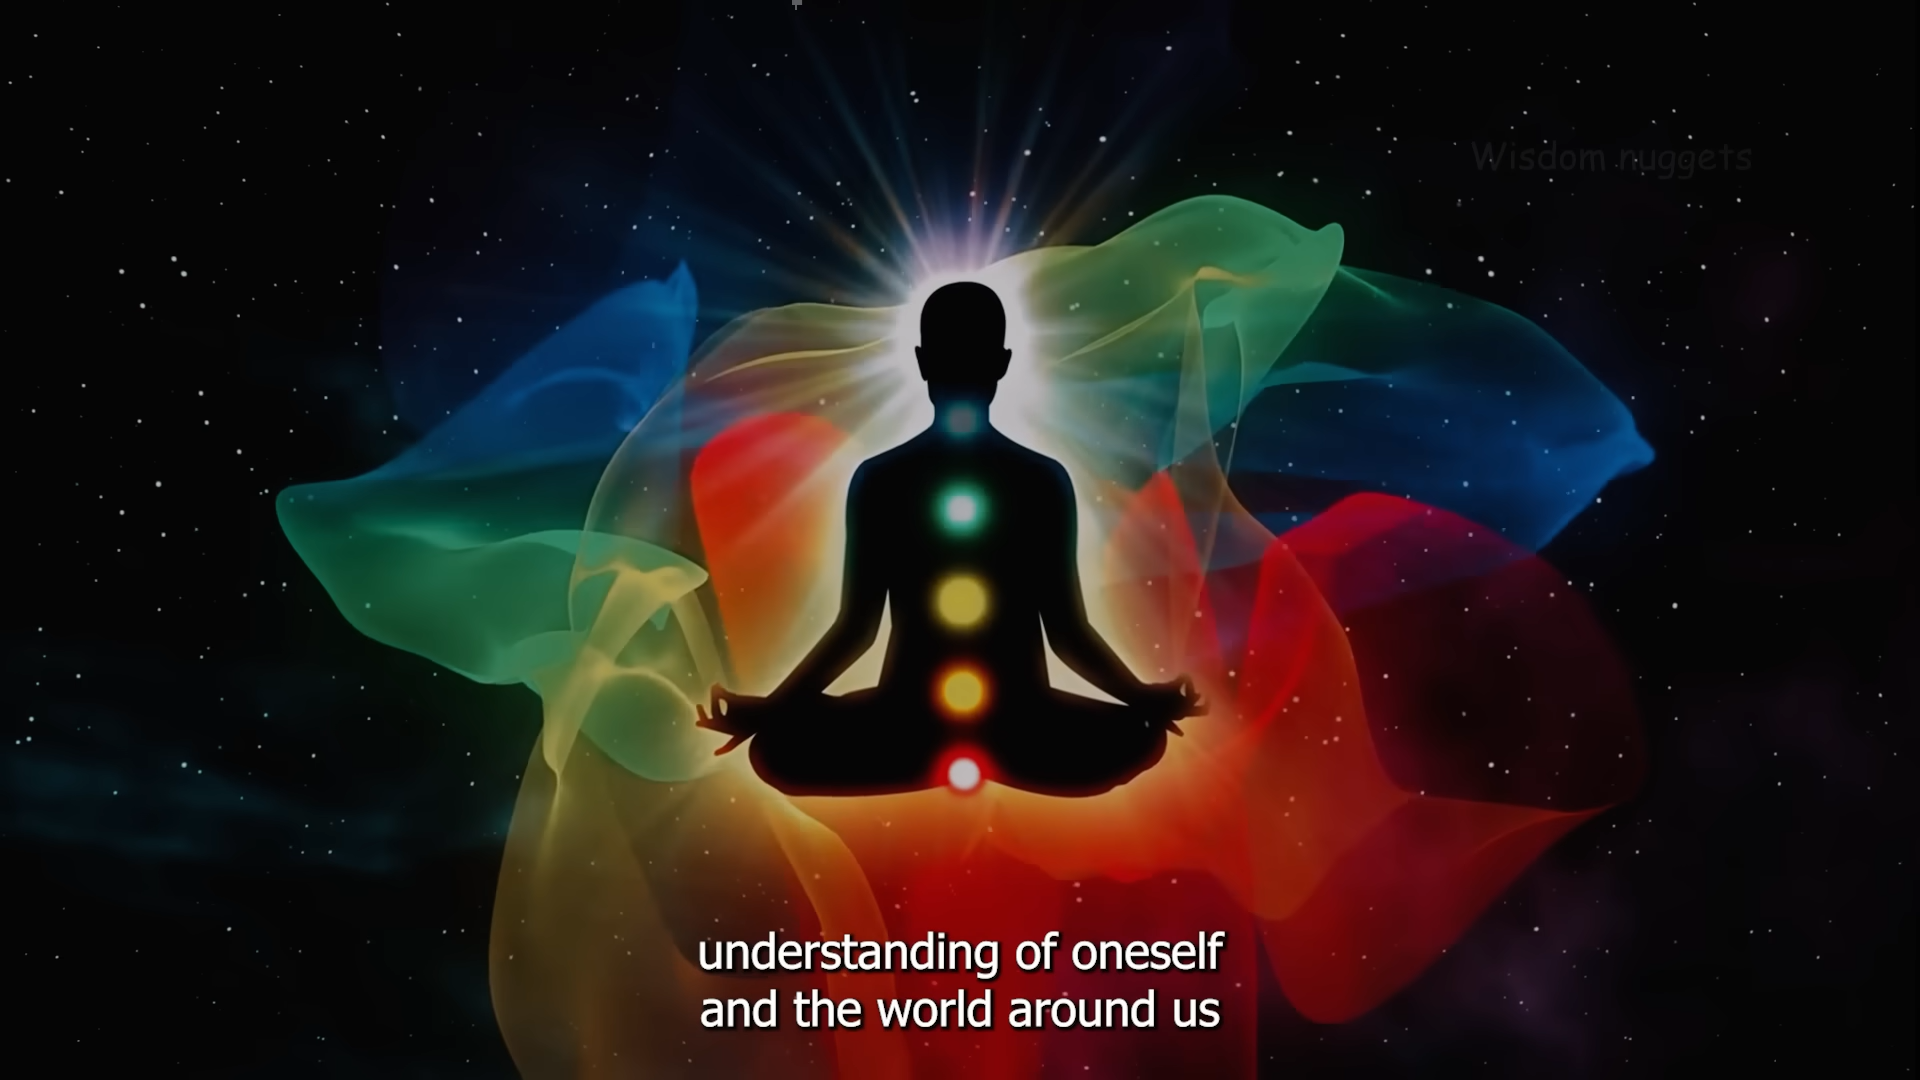 Wisdom nuggets
understanding of oneself
and the world around us